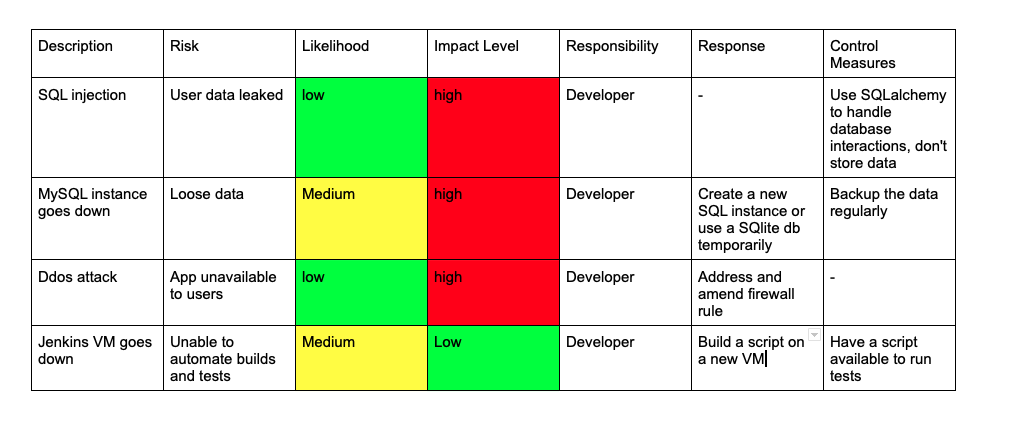 Description
Risk
Likelihood
Impact Level
Responsibility
Response
Control
Measures
SQL injection
User data leaked
low
high
Developer
-
Use SQLalchemy
to handle
database
interactions, don't
store data
MySQL instance
goes down
Loose data
Medium
high
Developer
Create a new
SQL instance or
use a SQlite db
temporarily
Backup the data
regularly
Ddos attack
App unavailable
to users
low
high
Developer
Address and
amend firewall
rule
-
Jenkins VM goes
down
Unable to
automate builds
and tests
Medium
Low
Developer
Build a script on
a new VM
Have a script
available to run
tests